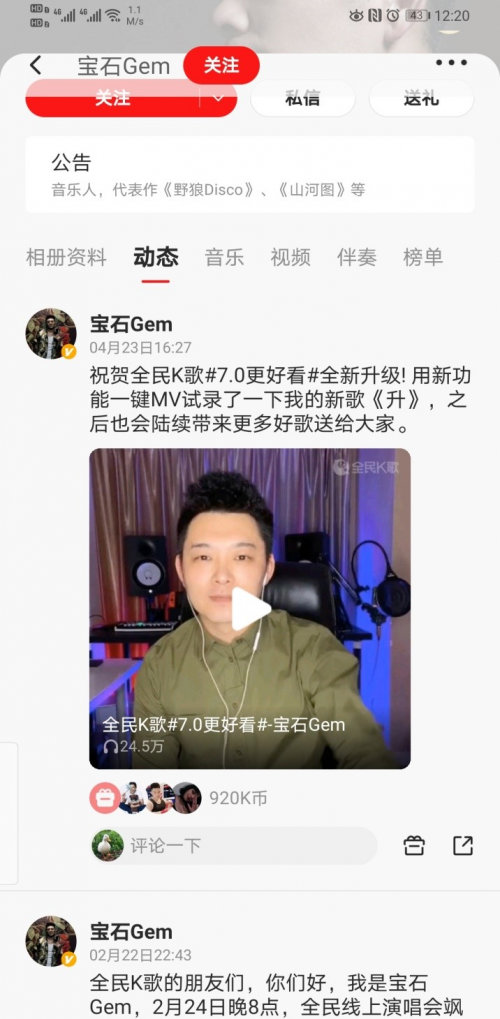 HD 1
HD 2
4G
4G
1.1
M/s
43
12:20
宝石Gem
关注
关注
私信
送礼
公告
音乐人，代表作《野狼Disco》、《山河图》等
相册资料
动态
音乐
视频
伴奏
榜单
宝石Gem
04月23日16:27
祝贺全民K歌#7.0更好看#全新升级! 用新功
能一键MV试录了一下我的新歌《升》，之
后也会陆续带来更多好歌送给大家。
全民K歌
全民K歌#7.0更好看#-宝石Gem
24.5万
920K币
评论一下
宝石Gem
02月22日22:43
全民K歌的朋友们，你们好，我是宝石
Gem，2月24日晚8点，全民线上演唱会飒